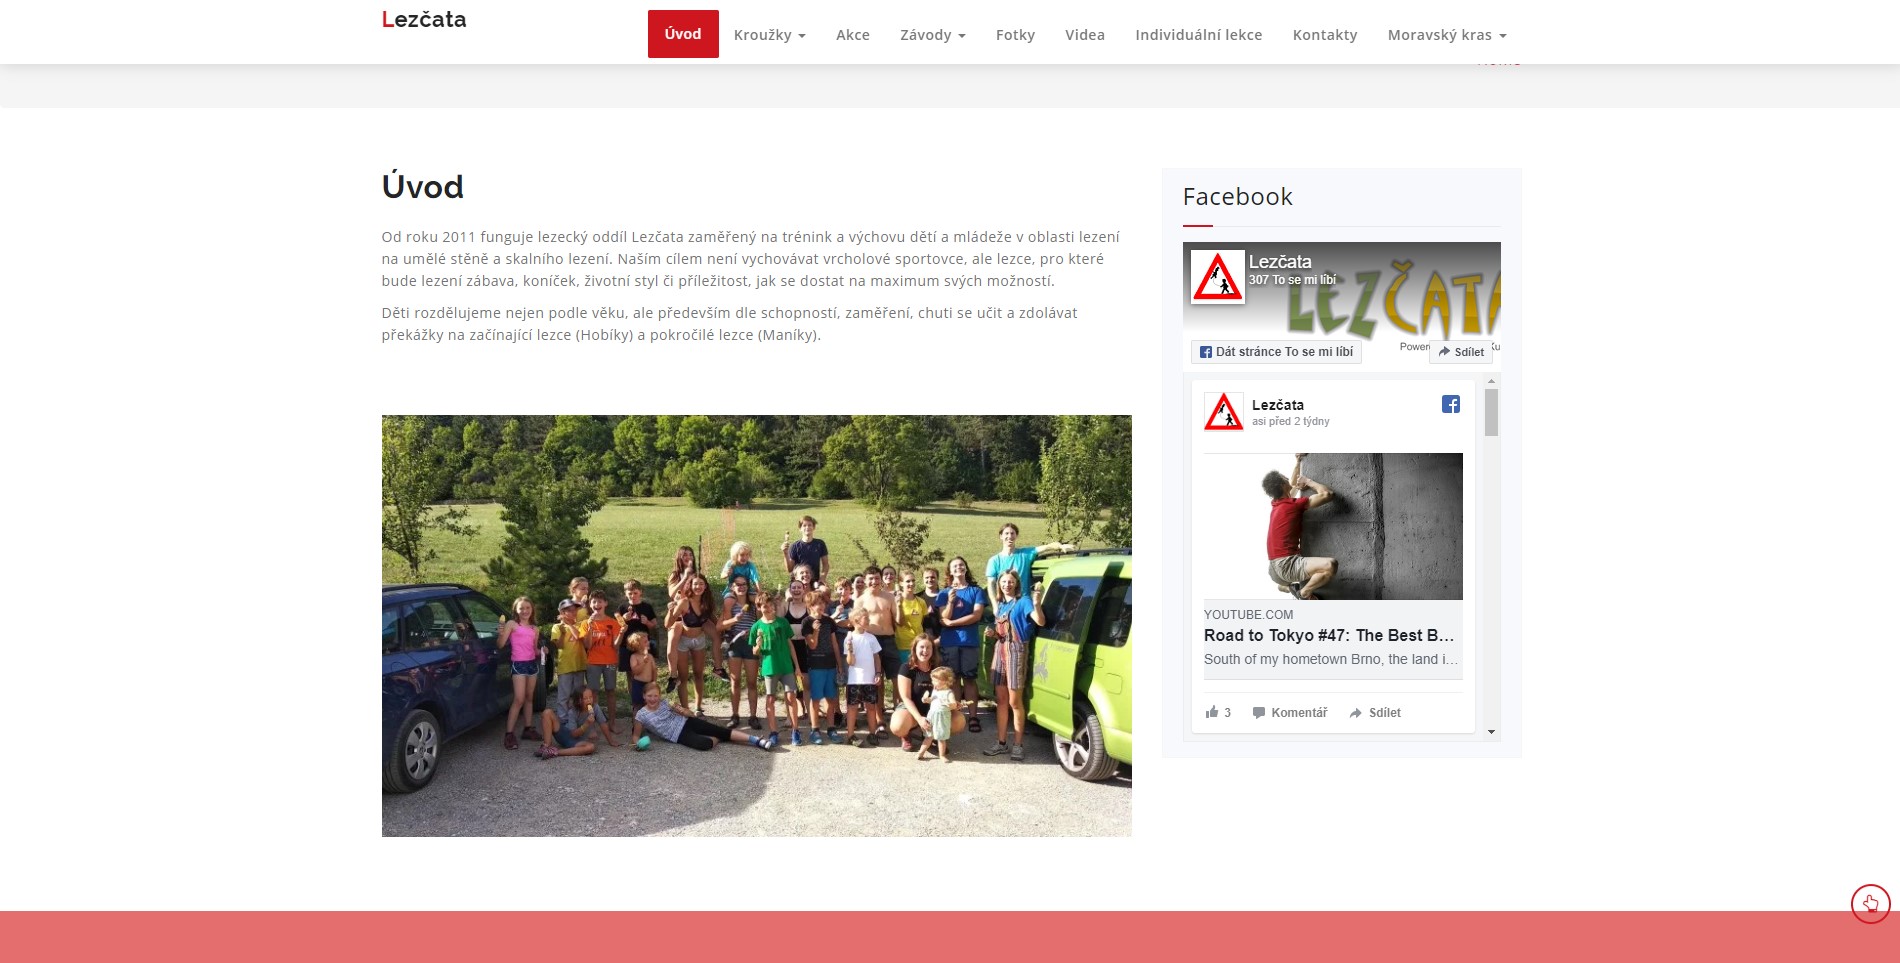 Lezčata
Úvod
Kroužky
Akce
Závody
Fotky
Videa
Individuální lekce
Kontakty
Moravský kras
Úvod
Od roku 2011 funguje lezecký oddíl Lezčata zaměřený na trénink a výchovu dětí a mládeže v oblasti lezení
na umělé stěně a skalního lezení. Naším cílem není vychovávat vrcholové sportovce, ale lezce, pro které
bude lezení zábava, koníček, životní styl či příležitost, jak se dostat na maximum svých možností.
Děti rozdělujeme nejen podle věku, ale především dle schopností, zaměření, chuti se učit a zdolávat
překážky na začínající lezce (Hobíky) a pokročilé lezce (Maníky).
Facebook
Lezčata
307 To se mi líbí
LEZČATA
Dát stránce To se mi líbí
Sdílet
Lezčata
asi před 2 týdny
YOUTUBE.COM
Road to Tokyo #47: The Best B...
South of my hometown Brno, the land i...
3
Komentář
Sdílet